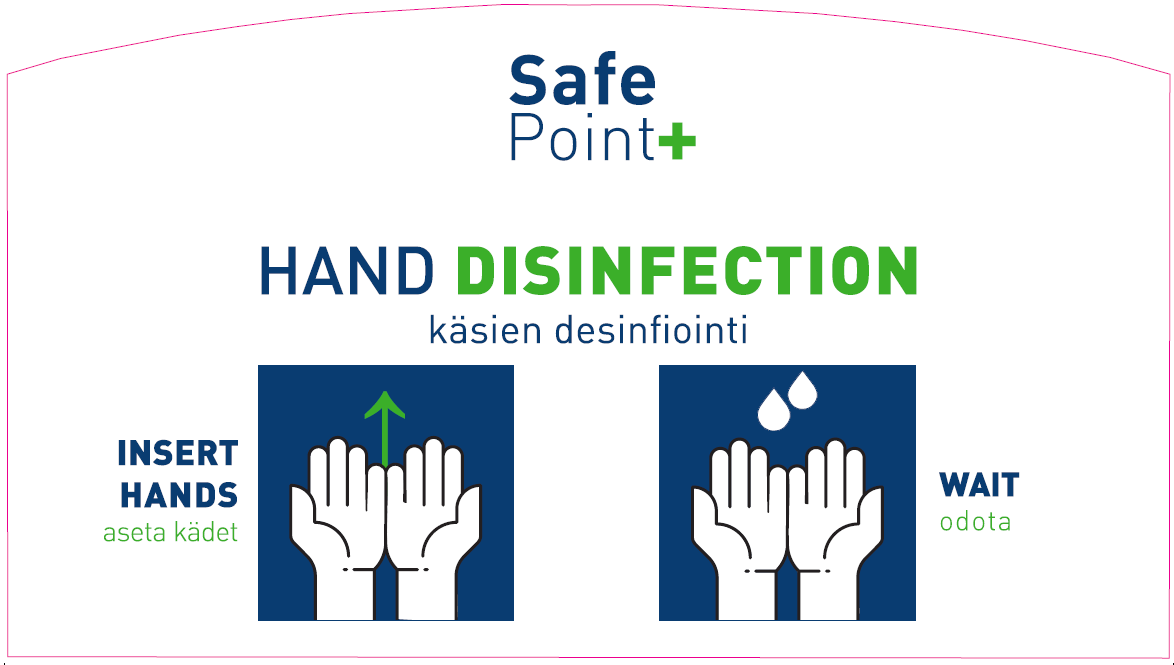 Safe
Point+
HAND DISINFECTION
käsien desinfiointi
INSERT
HANDS
aseta kädet
WAIT
odota